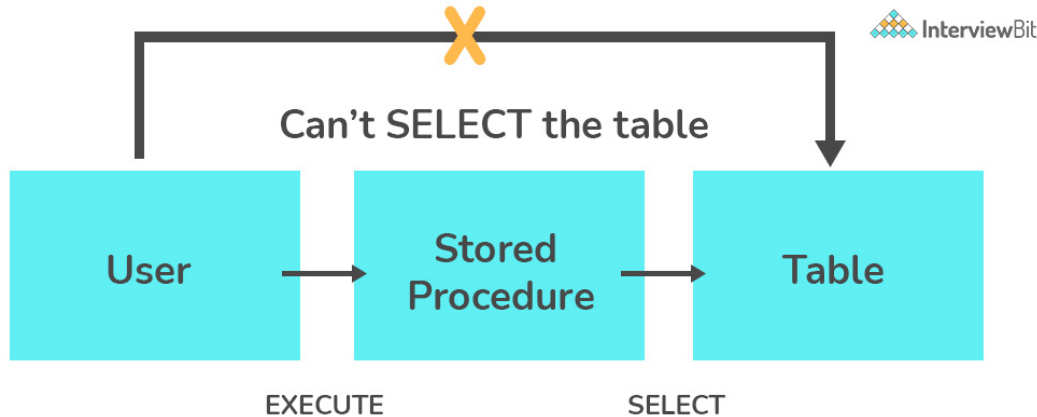 InterviewBit
Can't SELECT the table
User
Stored
Procedure
Table
EXECUTE
SELECT